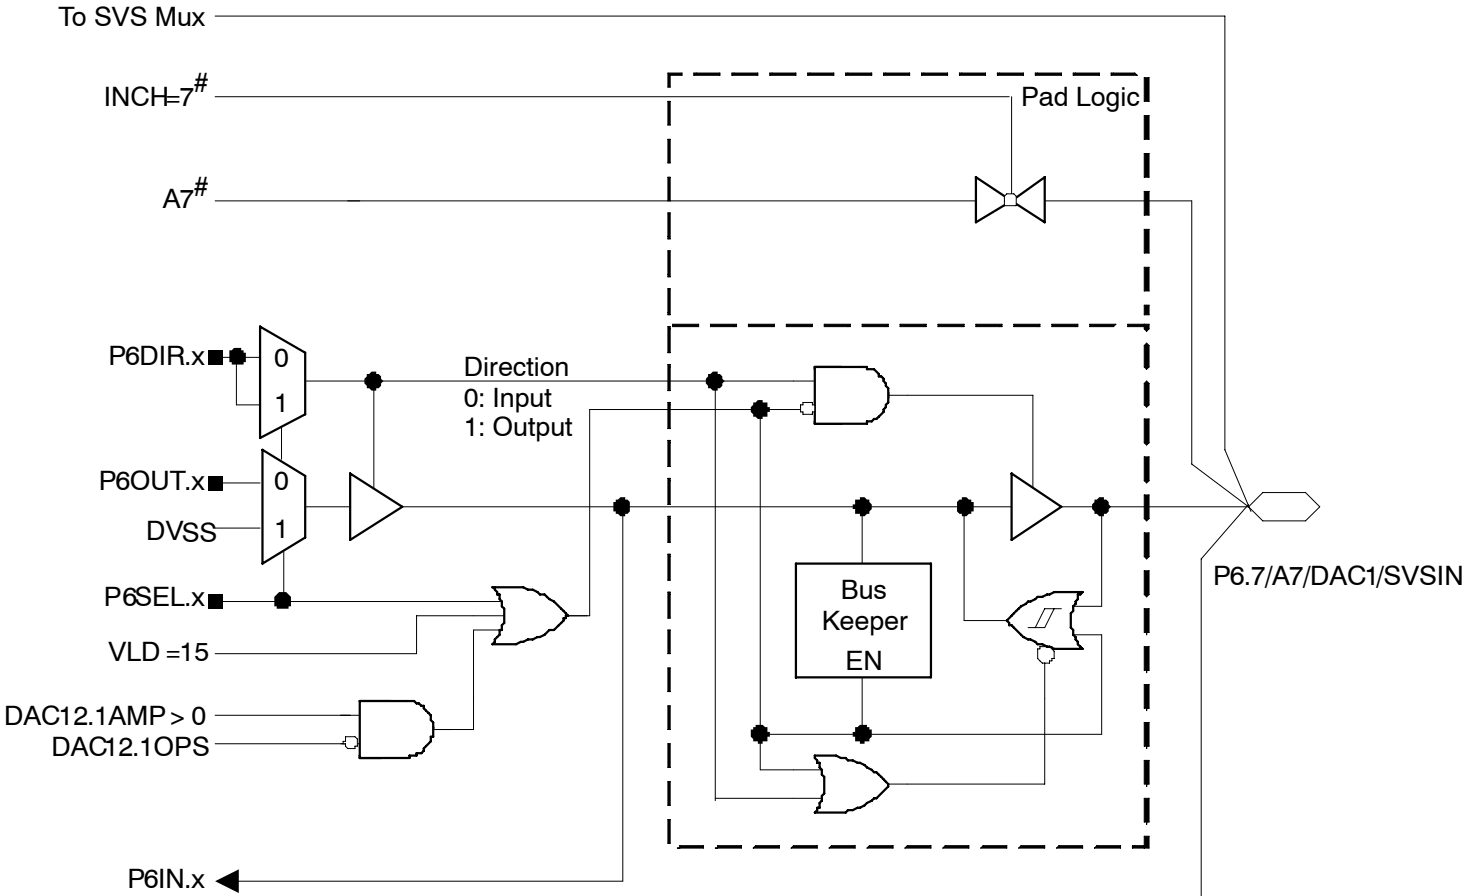 To SVS Mux
INCH=7#
Pad Logic
A7#
P6DIR.x
0
1
Direction
0: Input
1: Output
P6OUT.x
0
DVSS
1
P6SEL.x
Bus
Keeper
EN
P6.7/A7/DAC1/SVSIN
VLD =15
DAC12.1AMP > 0
DAC12.1OPS
P6IN.x